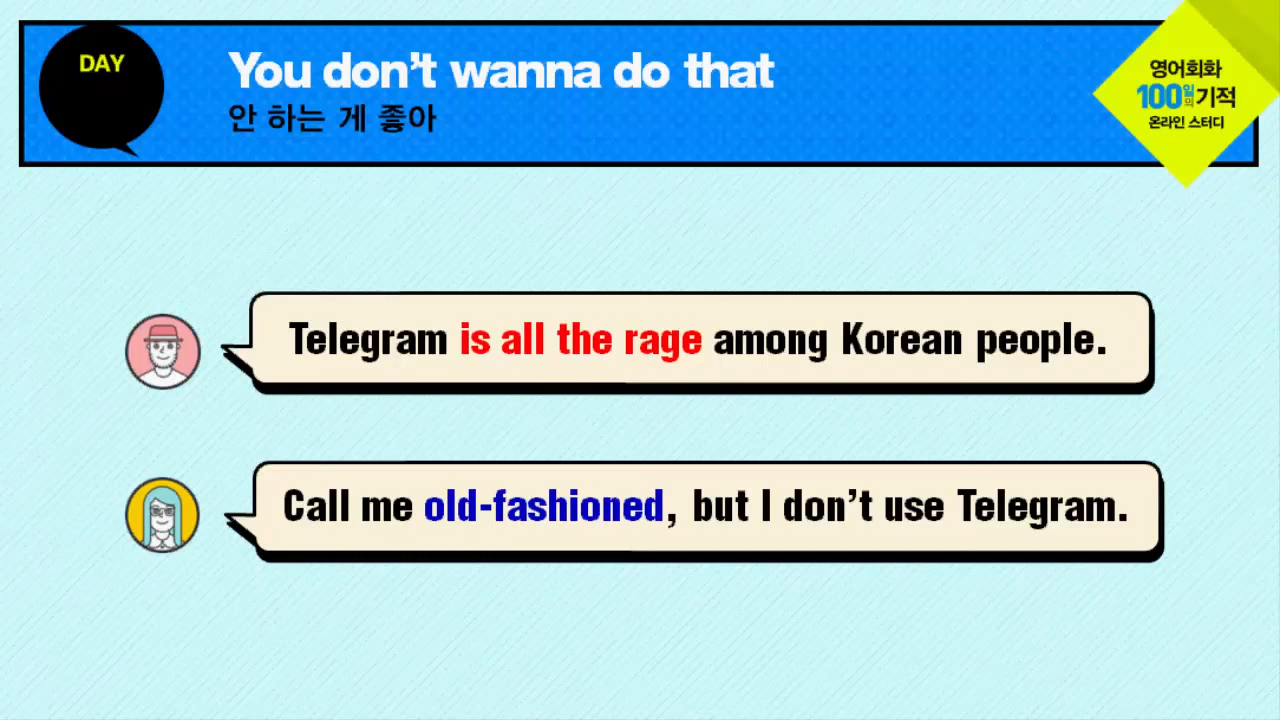 DAY
You don't wanna do that
안 하는 게 좋아
영어회화
100일의기적
온라인 스터디
Telegram is all the rage among Korean people.
Call me old-fashioned, but I don't use Telegram.